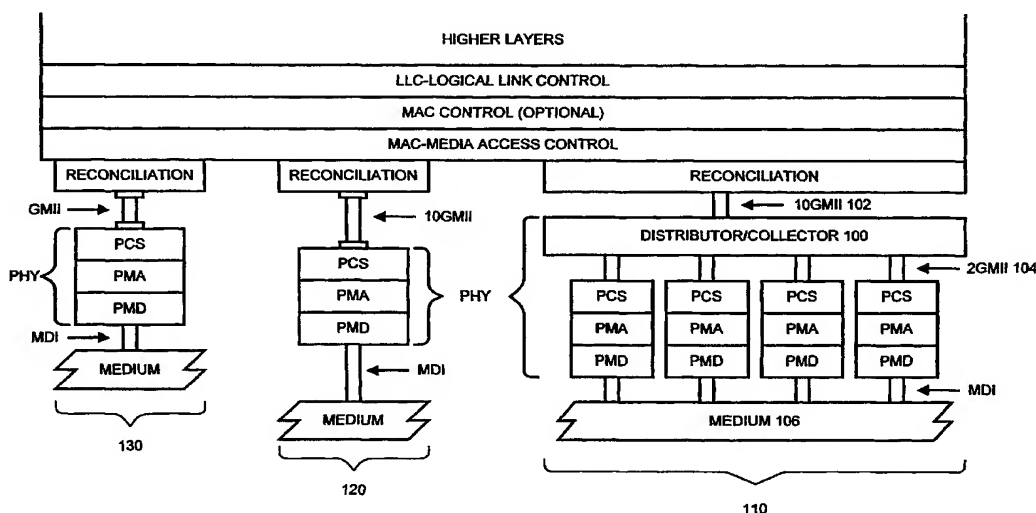 HIGHER LAYERS
LLC-LOGICAL LINK CONTROL
MAC CONTROL (OPTIONAL)
MAC-MEDIA ACCESS CONTROL
RECONCILIATION
GMII
PHY
PCS
PMA
PMD
MDI
MEDIUM
130
RECONCILIATION
10GMII
PCS
PMA
PMD
PHY
MDI
MEDIUM
120
RECONCILIATION
10GMII 102
DISTRIBUTOR/COLLECTOR 100
2GMII 104
PCS PCS PCS PCS
PMA PMA PMA PMA
PMD PMD PMD PMD
MDI
MEDIUM 106
110